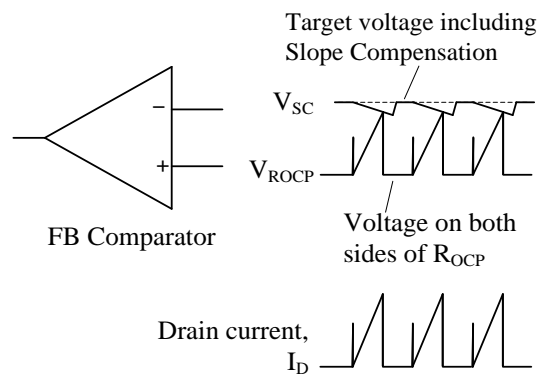 Target voltage including
Slope Compensation
−
V_SC
+
V_ROCP
FB Comparator
Voltage on both
sides of R_OCP
Drain current,
I_D